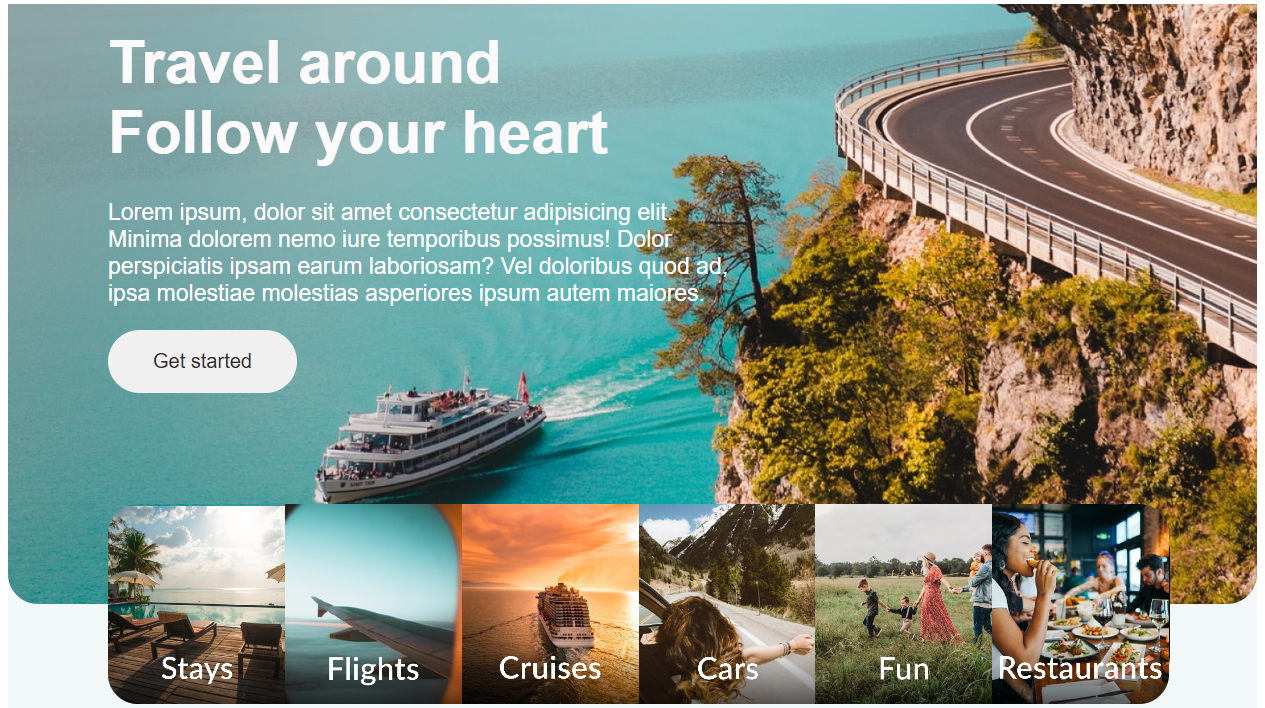 Travel around
Follow your heart
Lorem ipsum, dolor sit amet consectetur adipisicing elit.
Minima dolorem nemo iure temporibus possimus! Dolor
perspiciatis ipsam earum laboriosam? Vel doloribus quod ad,
ipsa molestiae molestias asperiores ipsum autem maiores.
Get started
Stays
Flights
Cruises
Cars
Fun
Restaurants